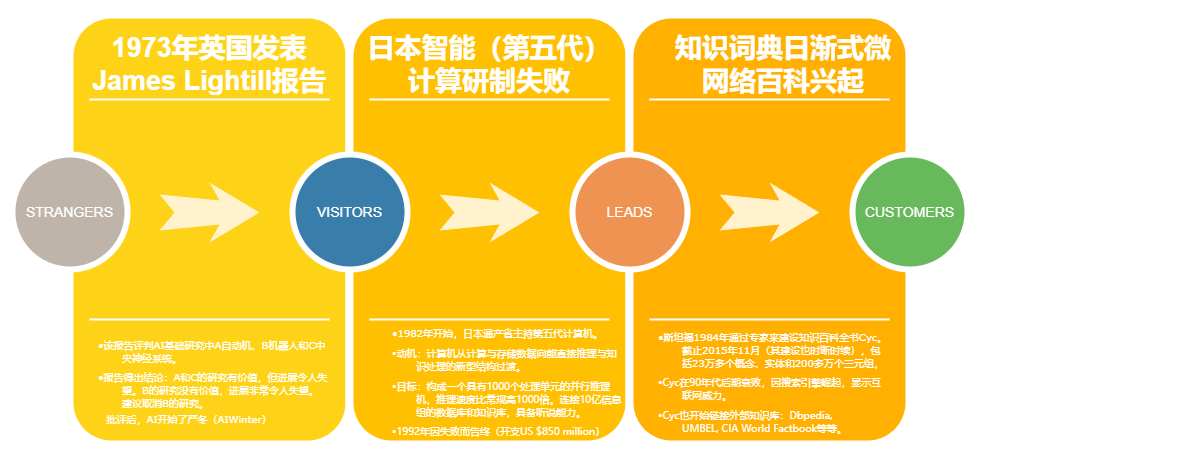 1973年英国发表
James Lightill报告
日本智能（第五代）
计算研制失败
知识词典日渐式微
网络百科兴起
STRANGERS
VISITORS
LEADS
CUSTOMERS
•该报告评判AI基础研究中A自动机、B机器人和C中
央神经系统。
•报告得出结论：A和C的研究有价值，但进展令人失
望。B的研究没有价值，进展非常令人失望。
建议取消B的研究。
批评后，AI开始了严冬（AIWinter）
•1982年开始，日本通产省主持第五代计算机。
•动机：计算机从计算与存储数据向能直接推理与知
识处理的新型结构过渡。
•目标：构成一个具有1000个处理单元的并行推理
机，推理速度比常规高1000倍。连接10亿信息
组的数据库和知识库，具备听说能力。
•1992年因失败而告终（开支US $850 million）
•斯坦福1984年通过专家来建设知识百科全书Cyc。
截止2015年11月（其建设也时断时续），包
括23万多个概念、实体和200多万个三元组，
•Cyc在90年代后期衰败，因搜索引擎崛起，显示互
联网威力。
•Cyc也开始链接外部知识库：Dbpedia,
UMBEL, CIA World Factbook等等。